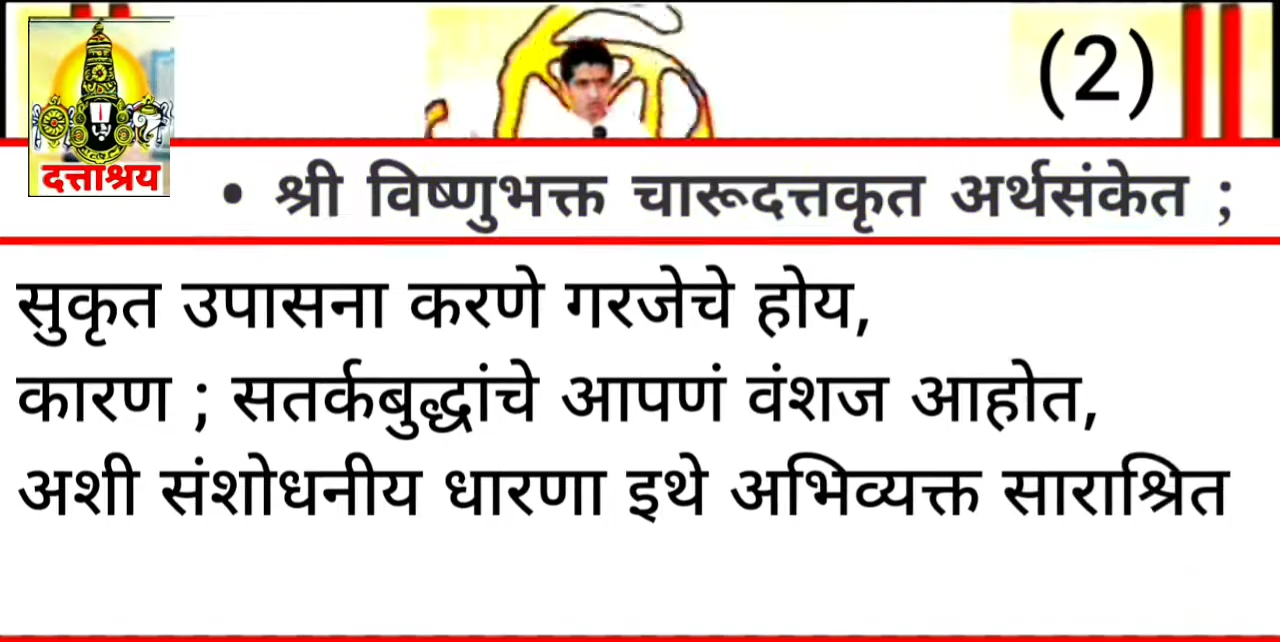 (2)
दत्ताश्रय
• श्री विष्णुभक्त चारूदत्तकृत अर्थसंकेत ;
सुकृत उपासना करणे गरजेचे होय,
कारण ; सतर्कबुद्धांचे आपणं वंशज आहोत,
अशी संशोधनीय धारणा इथे अभिव्यक्त साराश्रित